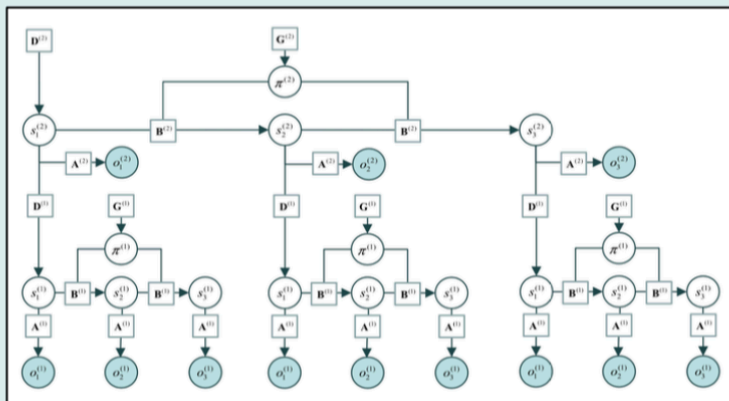 D⁽²⁾ G⁽²⁾
π⁽²⁾
s₁⁽²⁾ B⁽²⁾ s₂⁽²⁾ B⁽²⁾ s₃⁽²⁾
A⁽²⁾ o₁⁽²⁾ A⁽²⁾ o₂⁽²⁾ A⁽²⁾ o₃⁽²⁾
D⁽¹⁾ G⁽¹⁾ D⁽¹⁾ G⁽¹⁾ D⁽¹⁾ G⁽¹⁾
π⁽¹⁾ π⁽¹⁾ π⁽¹⁾
s₁⁽¹⁾ B⁽¹⁾ s₂⁽¹⁾ B⁽¹⁾ s₃⁽¹⁾ s₁⁽¹⁾ B⁽¹⁾ s₂⁽¹⁾ B⁽¹⁾ s₃⁽¹⁾ s₁⁽¹⁾ B⁽¹⁾ s₂⁽¹⁾ B⁽¹⁾ s₃⁽¹⁾
A⁽¹⁾ A⁽¹⁾ A⁽¹⁾ A⁽¹⁾ A⁽¹⁾ A⁽¹⁾ A⁽¹⁾ A⁽¹⁾ A⁽¹⁾
o₁⁽¹⁾ o₂⁽¹⁾ o₃⁽¹⁾ o₁⁽¹⁾ o₂⁽¹⁾ o₃⁽¹⁾ o₁⁽¹⁾ o₂⁽¹⁾ o₃⁽¹⁾